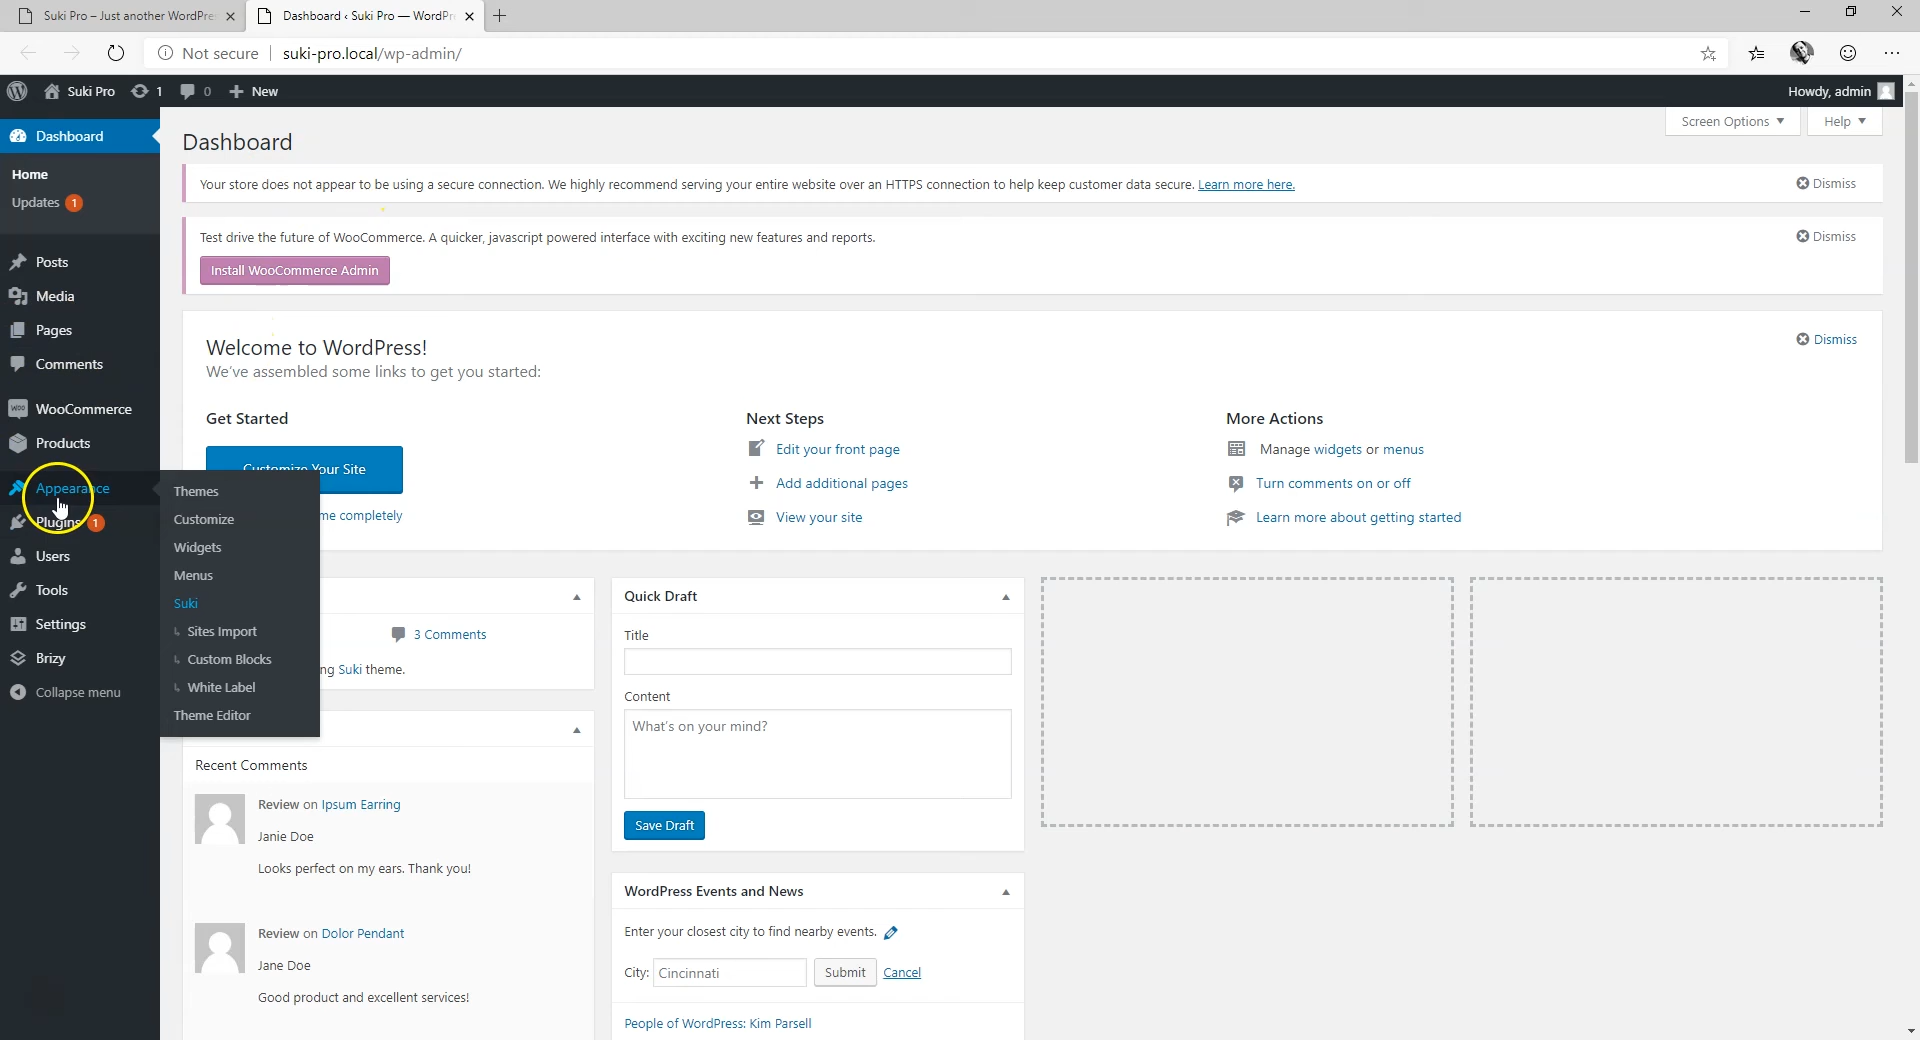 Suki Pro – Just another WordPre
Dashboard ‹ Suki Pro — WordPr
Not secure
suki-pro.local/wp-admin/
Suki Pro
1
0
New
Howdy, admin
Dashboard
Home
Updates 1
Posts
Media
Pages
Comments
WooCommerce
Products
Appearance
Plugins 1
Users
Tools
Settings
Brizy
Collapse menu
Themes
Customize
Widgets
Menus
Suki
Sites Import
Custom Blocks
White Label
Theme Editor
Screen Options
Help
Dashboard
Your store does not appear to be using a secure connection. We highly recommend serving your entire website over an HTTPS connection to help keep customer data secure. Learn more here.
Dismiss
Test drive the future of WooCommerce. A quicker, javascript powered interface with exciting new features and reports.
Dismiss
Install WooCommerce Admin
Welcome to WordPress!
Dismiss
We've assembled some links to get you started:
Get Started
Customize Your Site
me completely
Next Steps
Edit your front page
Add additional pages
View your site
More Actions
Manage widgets or menus
Turn comments on or off
Learn more about getting started
3 Comments
ng Suki theme.
Recent Comments
Review on Ipsum Earring
Janie Doe
Looks perfect on my ears. Thank you!
Review on Dolor Pendant
Jane Doe
Good product and excellent services!
Quick Draft
Title
Content
What's on your mind?
Save Draft
WordPress Events and News
Enter your closest city to find nearby events.
City: Cincinnati Submit Cancel
People of WordPress: Kim Parsell